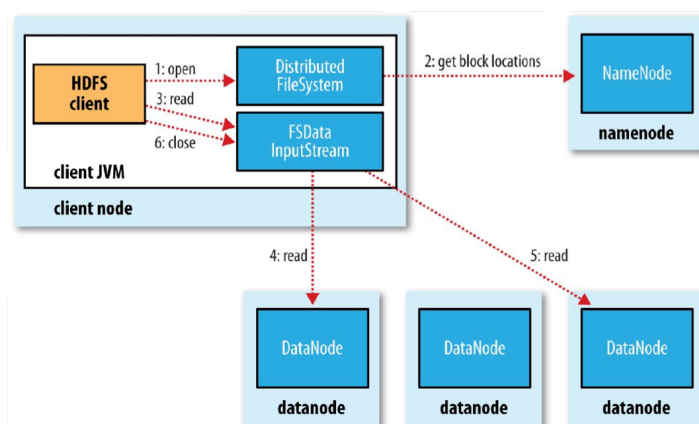 HDFS
client
1: open
3: read
6: close
Distributed
FileSystem
FSData
InputStream
client JVM
client node
2: get block locations
NameNode
namenode
4: read
5: read
DataNode
datanode
DataNode
datanode
DataNode
datanode